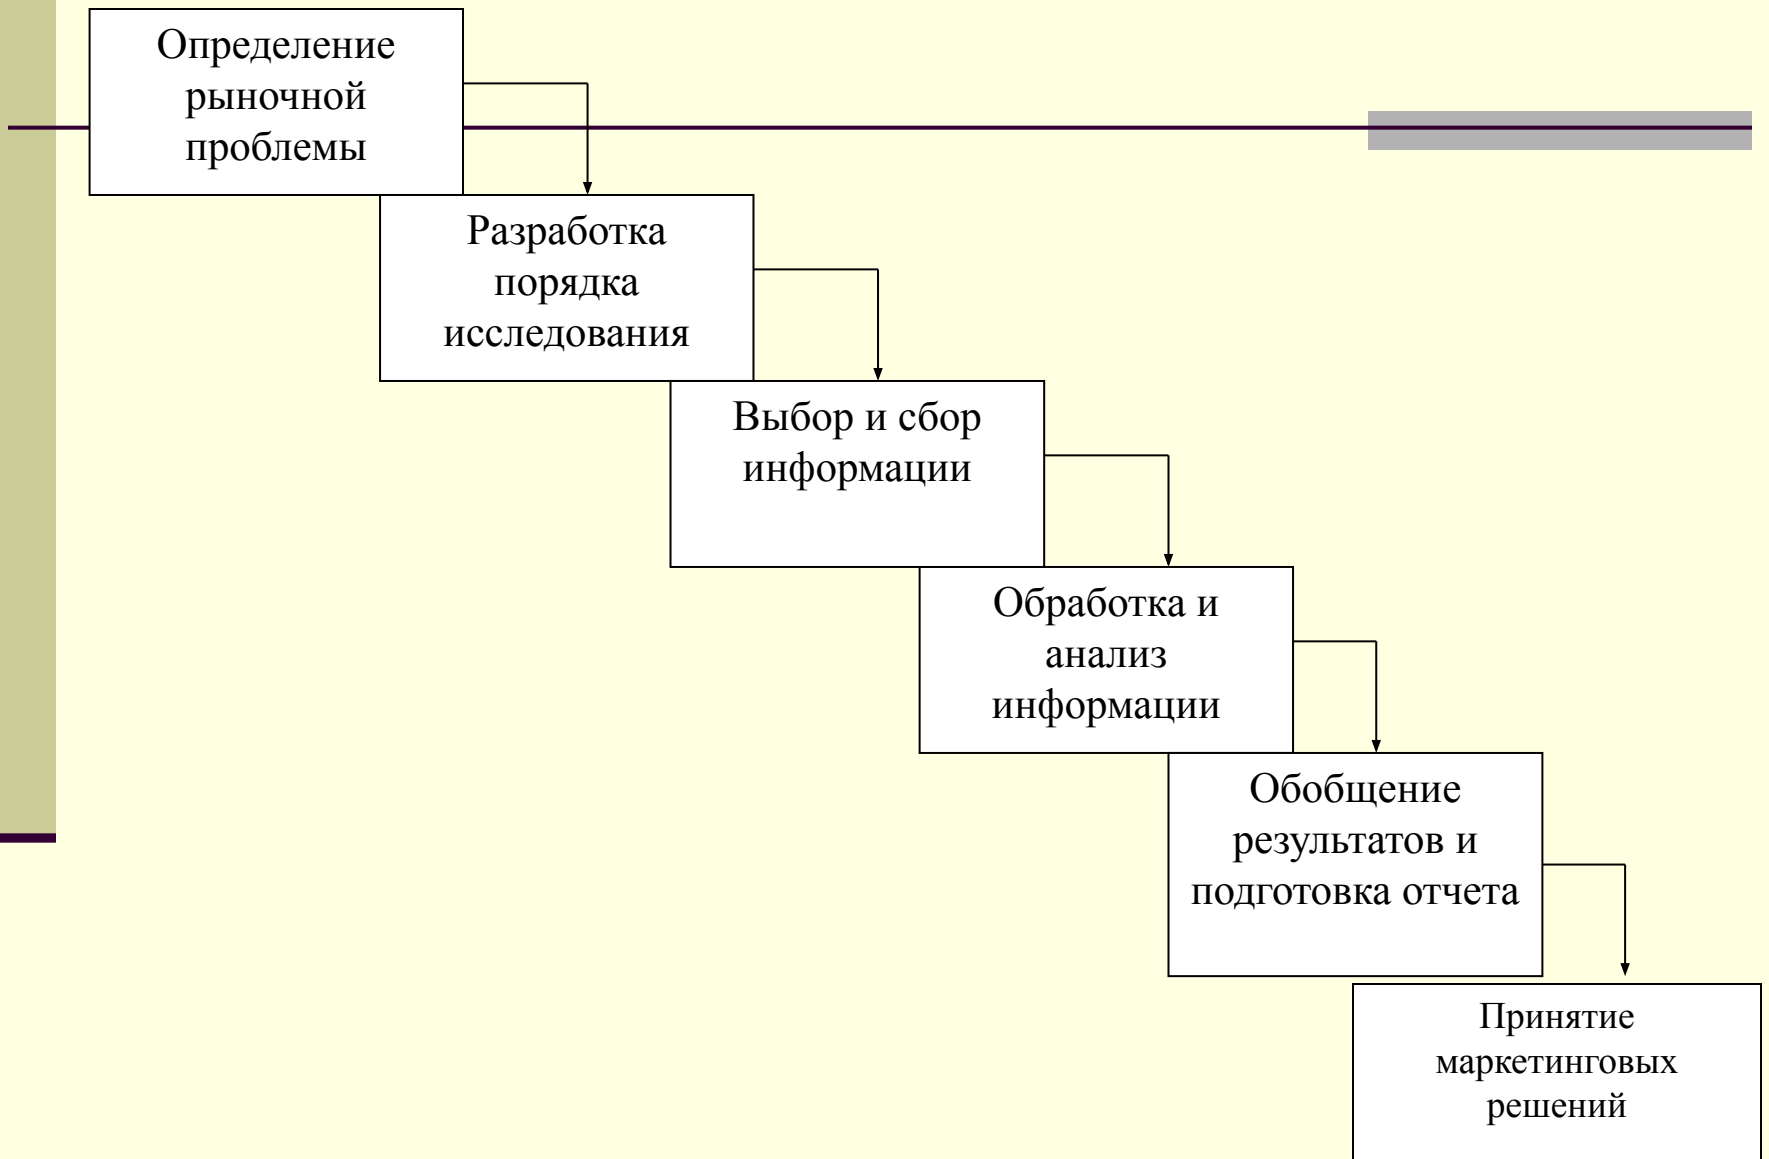 Определение
рыночной
проблемы
Разработка
порядка
исследования
Выбор и сбор
информации
Обработка и
анализ
информации
Обобщение
результатов и
подготовка отчета
Принятие
маркетинговых
решений